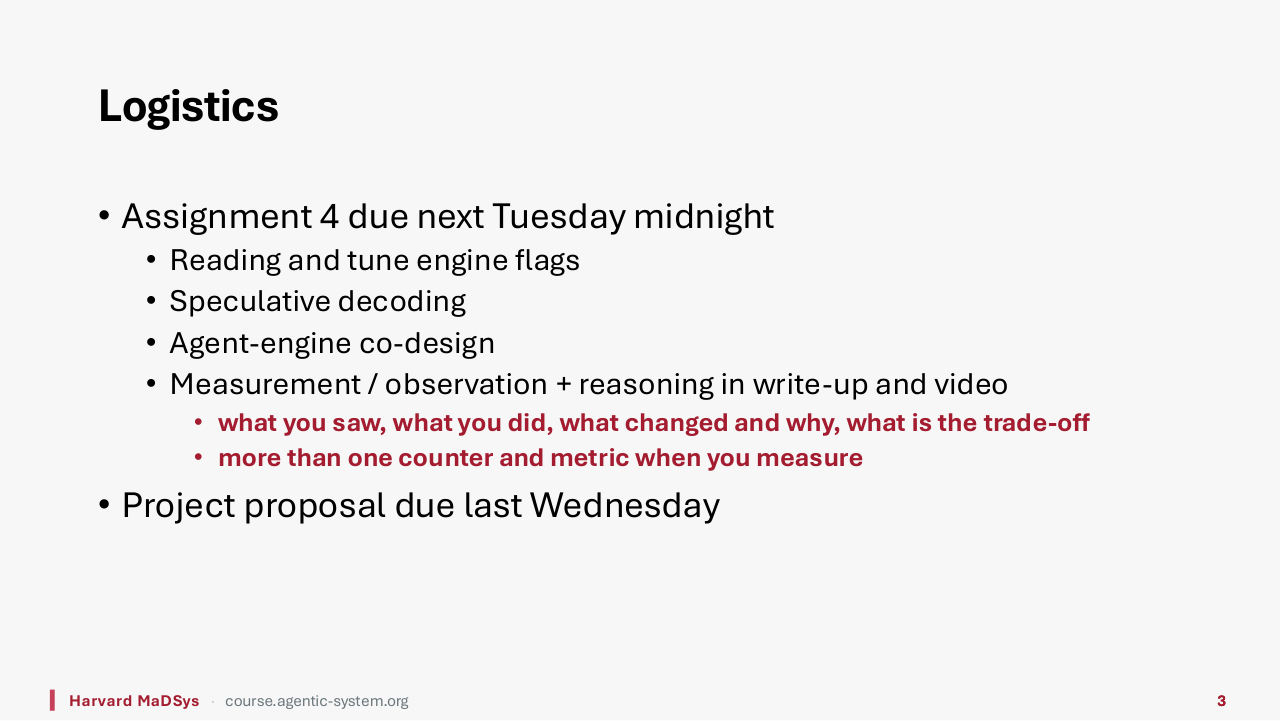 Logistics
• Assignment 4 due next Tuesday midnight
• Reading and tune engine flags
• Speculative decoding
• Agent-engine co-design
• Measurement / observation + reasoning in write-up and video
• what you saw, what you did, what changed and why, what is the trade-off
• more than one counter and metric when you measure
• Project proposal due last Wednesday
Harvard MaDSys · course.agentic-system.org 3